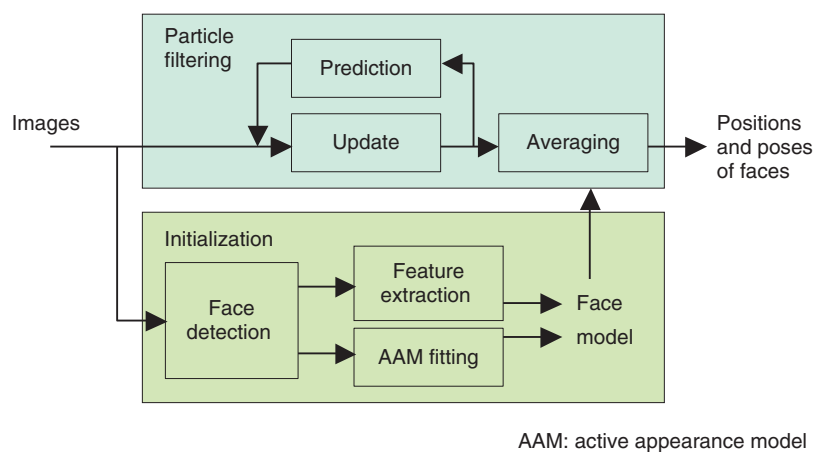 Particle
filtering
Prediction
Images
Update
Averaging
Positions
and poses
of faces
Initialization
Face
detection
Feature
extraction
AAM fitting
Face
model
AAM: active appearance model